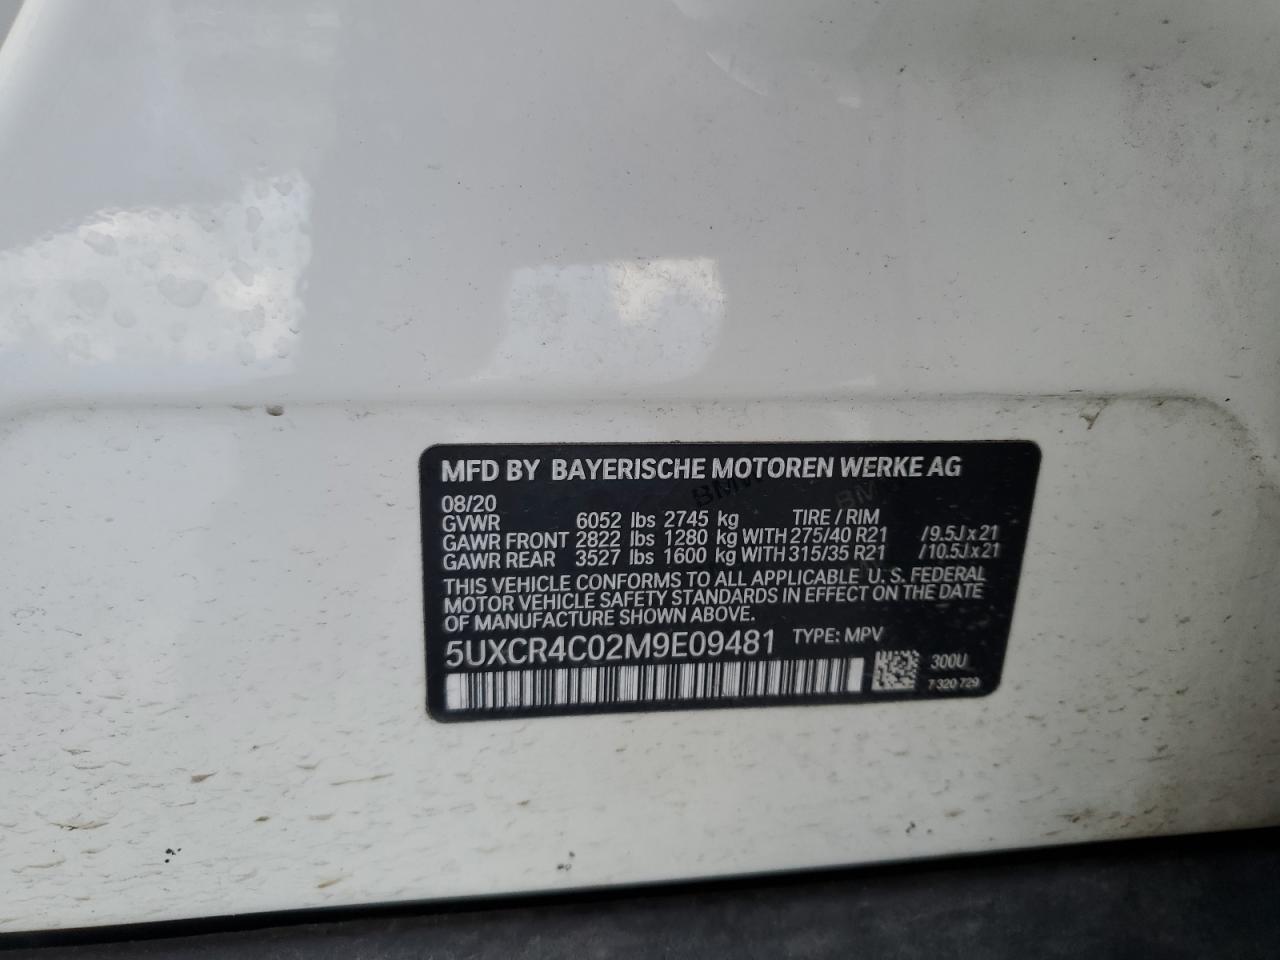 MFD BY BAYERISCHE MOTOREN WERKE AG
08/20
GVWR 6052 lbs 2745 kg TIRE / RIM
GAWR FRONT 2822 lbs 1280 kg WITH 275/40 R21 /9.5J x 21
GAWR REAR 3527 lbs 1600 kg WITH 315/35 R21 /10.5J x 21
THIS VEHICLE CONFORMS TO ALL APPLICABLE U. S. FEDERAL
MOTOR VEHICLE SAFETY STANDARDS IN EFFECT ON THE DATE
OF MANUFACTURE SHOWN ABOVE.
5UXCR4C02M9E09481 TYPE: MPV
300U
7 320 729